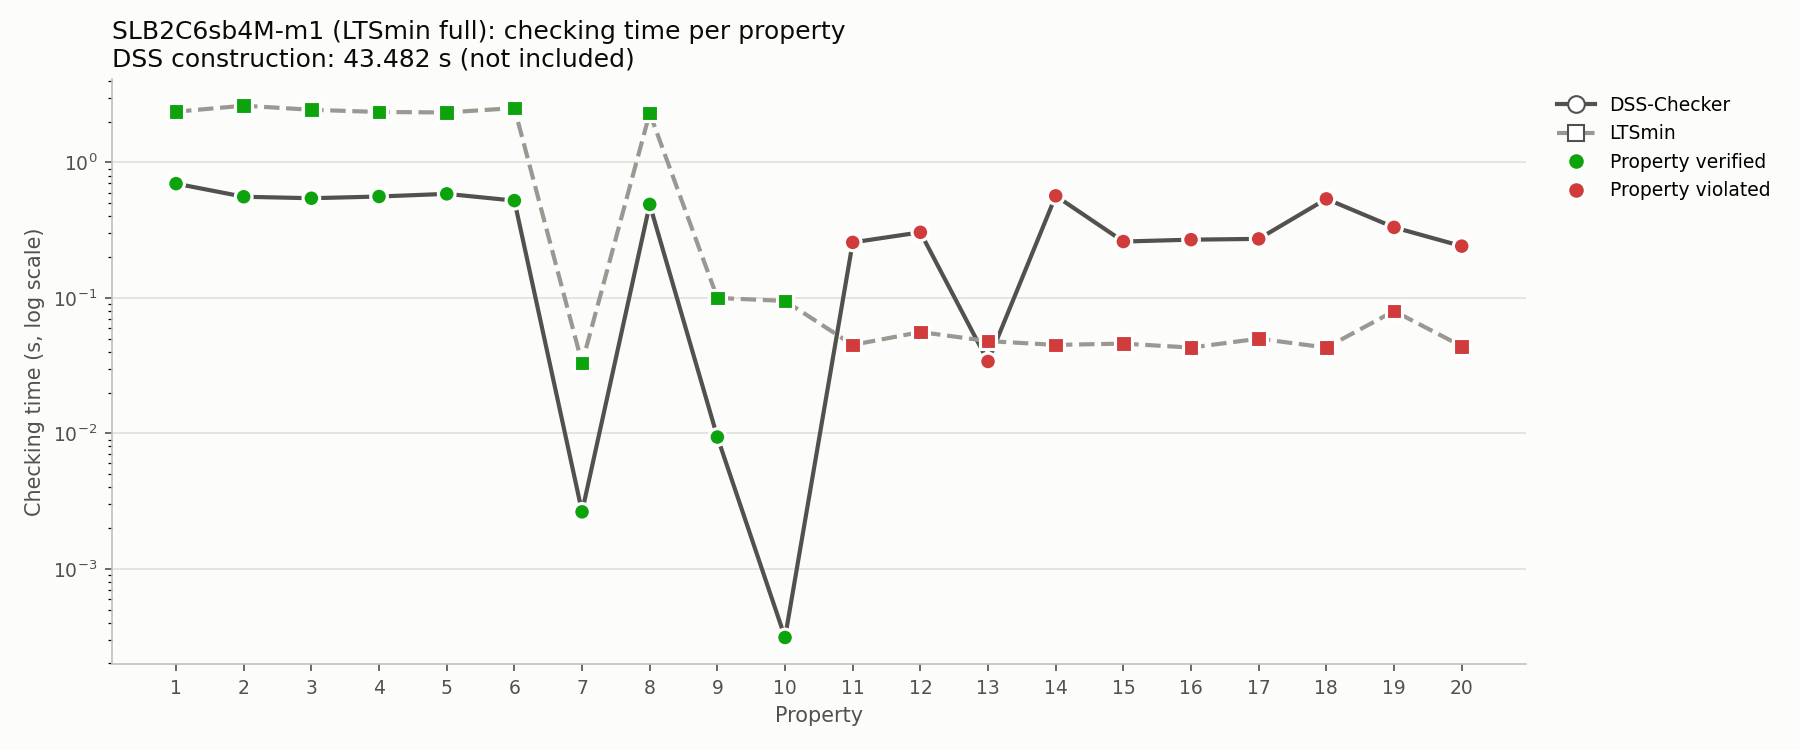 SLB2C6sb4M-m1 (LTSmin full): checking time per property
DSS construction: 43.482 s (not included)
DSS-Checker
LTSmin
Property verified
Property violated
Checking time (s, log scale)
10⁰
10⁻¹
10⁻²
10⁻³
1 2 3 4 5 6 7 8 9 10 11 12 13 14 15 16 17 18 19 20
Property